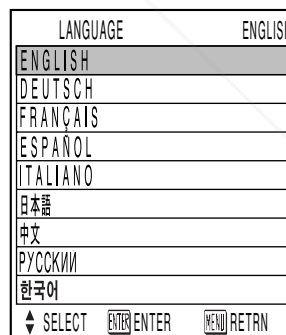 LANGUAGE ENGLISH
ENGLISH
DEUTSCH
FRANÇAIS
ESPAÑOL
ITALIANO
日本語
中文
РУССКИЙ
한국어
SELECT ENTER ENTER MENU RETRN